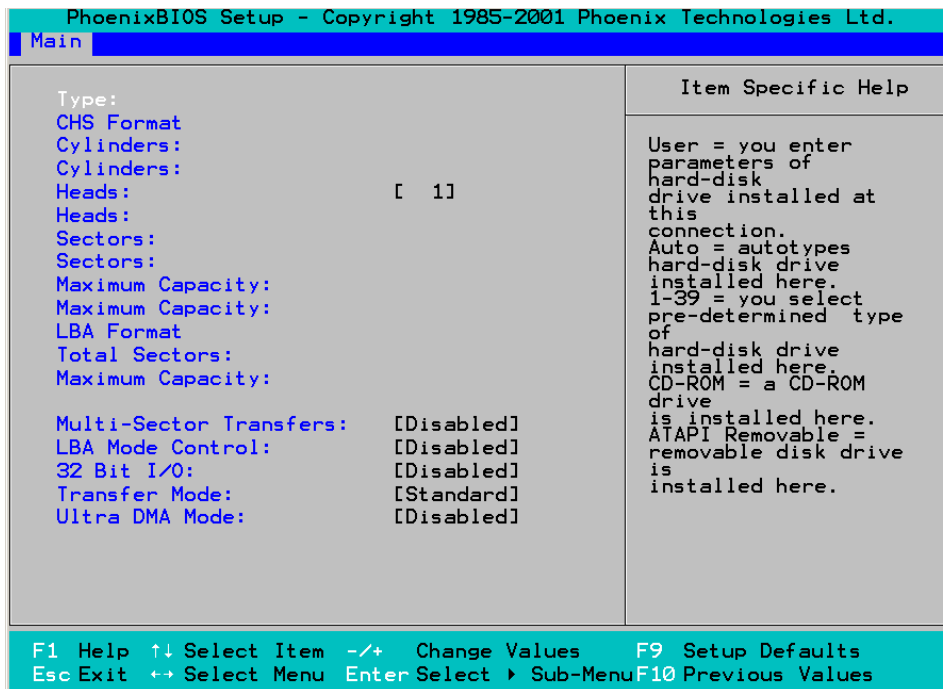 PhoenixBIOS Setup - Copyright 1985-2001 Phoenix Technologies Ltd.
Main
Type:
CHS Format
Cylinders:
Cylinders:
Heads: [ 1]
Heads:
Sectors:
Sectors:
Maximum Capacity:
Maximum Capacity:
LBA Format
Total Sectors:
Maximum Capacity:
Multi-Sector Transfers: [Disabled]
LBA Mode Control: [Disabled]
32 Bit I/O: [Disabled]
Transfer Mode: [Standard]
Ultra DMA Mode: [Disabled]
Item Specific Help
User = you enter
parameters of
hard-disk
drive installed at
this
connection.
Auto = autotypes
hard-disk drive
installed here.
1-39 = you select
pre-determined type
of
hard-disk drive
installed here.
CD-ROM = a CD-ROM
drive
is installed here.
ATAPI Removable =
removable disk drive
is
installed here.
F1 Help ↑↓ Select Item -/+ Change Values F9 Setup Defaults
Esc Exit ↔ Select Menu Enter Select ▸ Sub-Menu F10 Previous Values